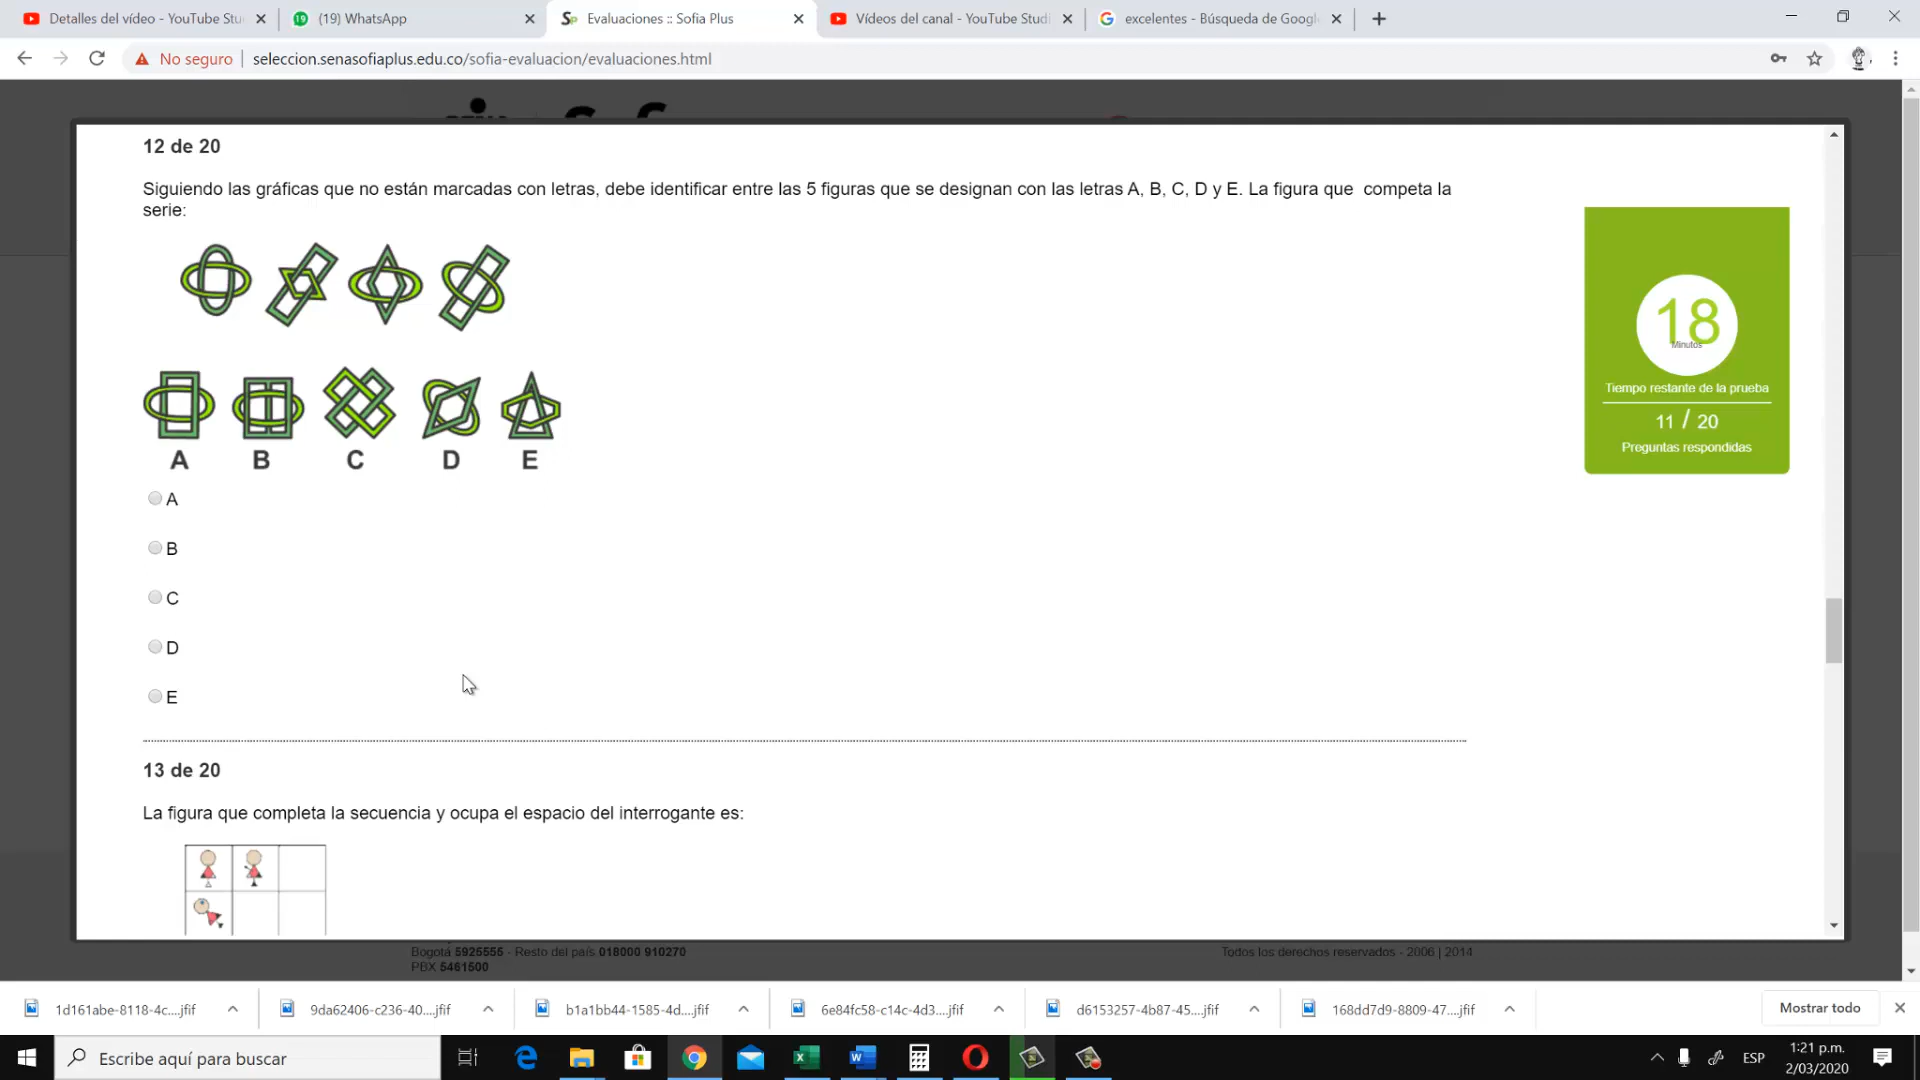 Detalles del vídeo - YouTube Stu
(19) WhatsApp
Evaluaciones :: Sofia Plus
Vídeos del canal - YouTube Studi
excelentes - Búsqueda de Googl
No seguro
seleccion.senasofiaplus.edu.co/sofia-evaluacion/evaluaciones.html
12 de 20
Siguiendo las gráficas que no están marcadas con letras, debe identificar entre las 5 figuras que se designan con las letras A, B, C, D y E. La figura que competa la
serie:
A B C D E
A
B
C
D
E
18
Minutos
Tiempo restante de la prueba
11 / 20
Preguntas respondidas
13 de 20
La figura que completa la secuencia y ocupa el espacio del interrogante es:
Bogotá 5925555 - Resto del país 018000 910270
PBX 5461500
Todos los derechos reservados - 2006 | 2014
1d161abe-8118-4c....jfif
9da62406-c236-40....jfif
b1a1bb44-1585-4d....jfif
6e84fc58-c14c-4d3....jfif
d6153257-4b87-45....jfif
168dd7d9-8809-47....jfif
Mostrar todo
Escribe aquí para buscar
ESP
1:21 p.m.
2/03/2020